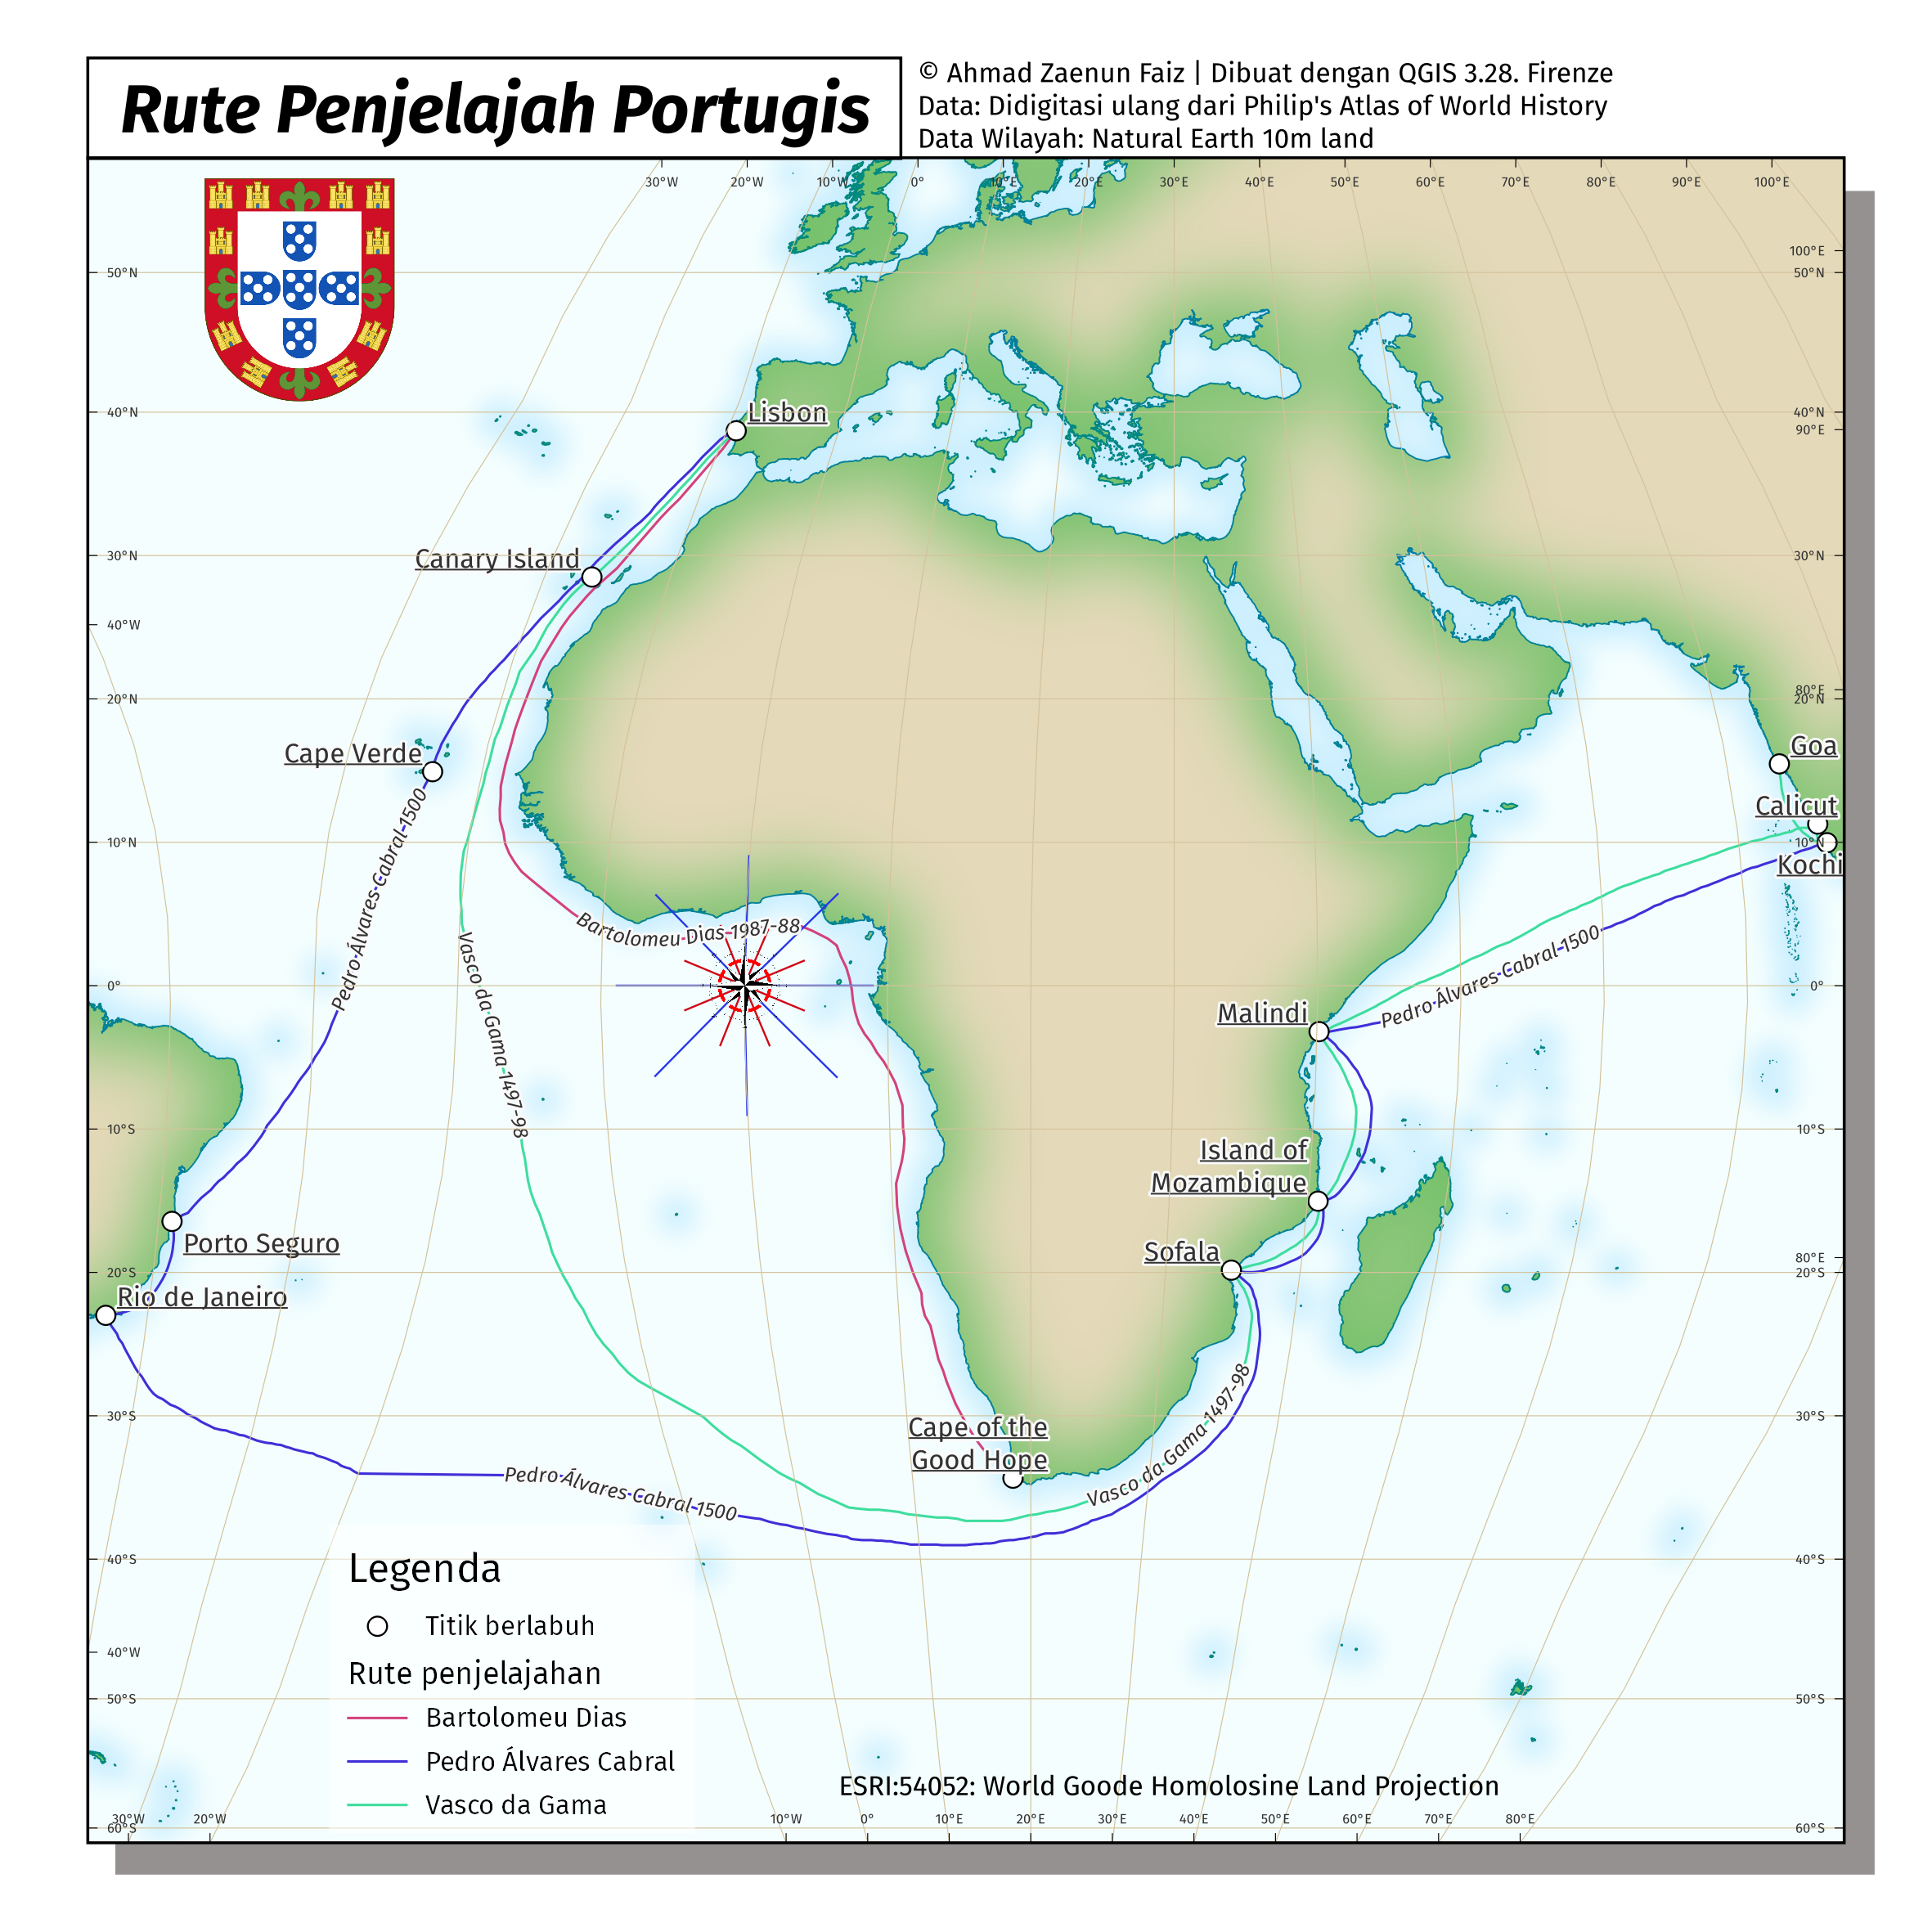 Rute Penjelajah Portugis
© Ahmad Zaenun Faiz | Dibuat dengan QGIS 3.28. Firenze
Data: Didigitasi ulang dari Philip's Atlas of World History
Data Wilayah: Natural Earth 10m land
30°W 20°W 10°W 0° 10°E 20°E 30°E 40°E 50°E 60°E 70°E 80°E 90°E 100°E
100°E
50°N 50°N
Lisbon
40°N 40°N
90°E
Canary Island
30°N 30°N
40°W
80°E
20°N 20°N
Goa
Cape Verde
Calicut
10°N 10°N
Kochi
Pedro Álvares Cabral 1500
Bartolomeu Dias 1987-88
Vasco da Gama 1497-98
Pedro Álvares Cabral 1500
0° 0°
Malindi
10°S 10°S
Island of
Mozambique
Porto Seguro
Sofala
80°E
20°S 20°S
Rio de Janeiro
30°S 30°S
Cape of the
Good Hope
Vasco da Gama 1497-98
Pedro Álvares Cabral 1500
40°S 40°S
Legenda
Titik berlabuh
40°W
Rute penjelajahan
50°S 50°S
Bartolomeu Dias
Pedro Álvares Cabral
Vasco da Gama
ESRI:54052: World Goode Homolosine Land Projection
30°W 20°W 10°W 0° 10°E 20°E 30°E 40°E 50°E 60°E 70°E 80°E
60°S 60°S